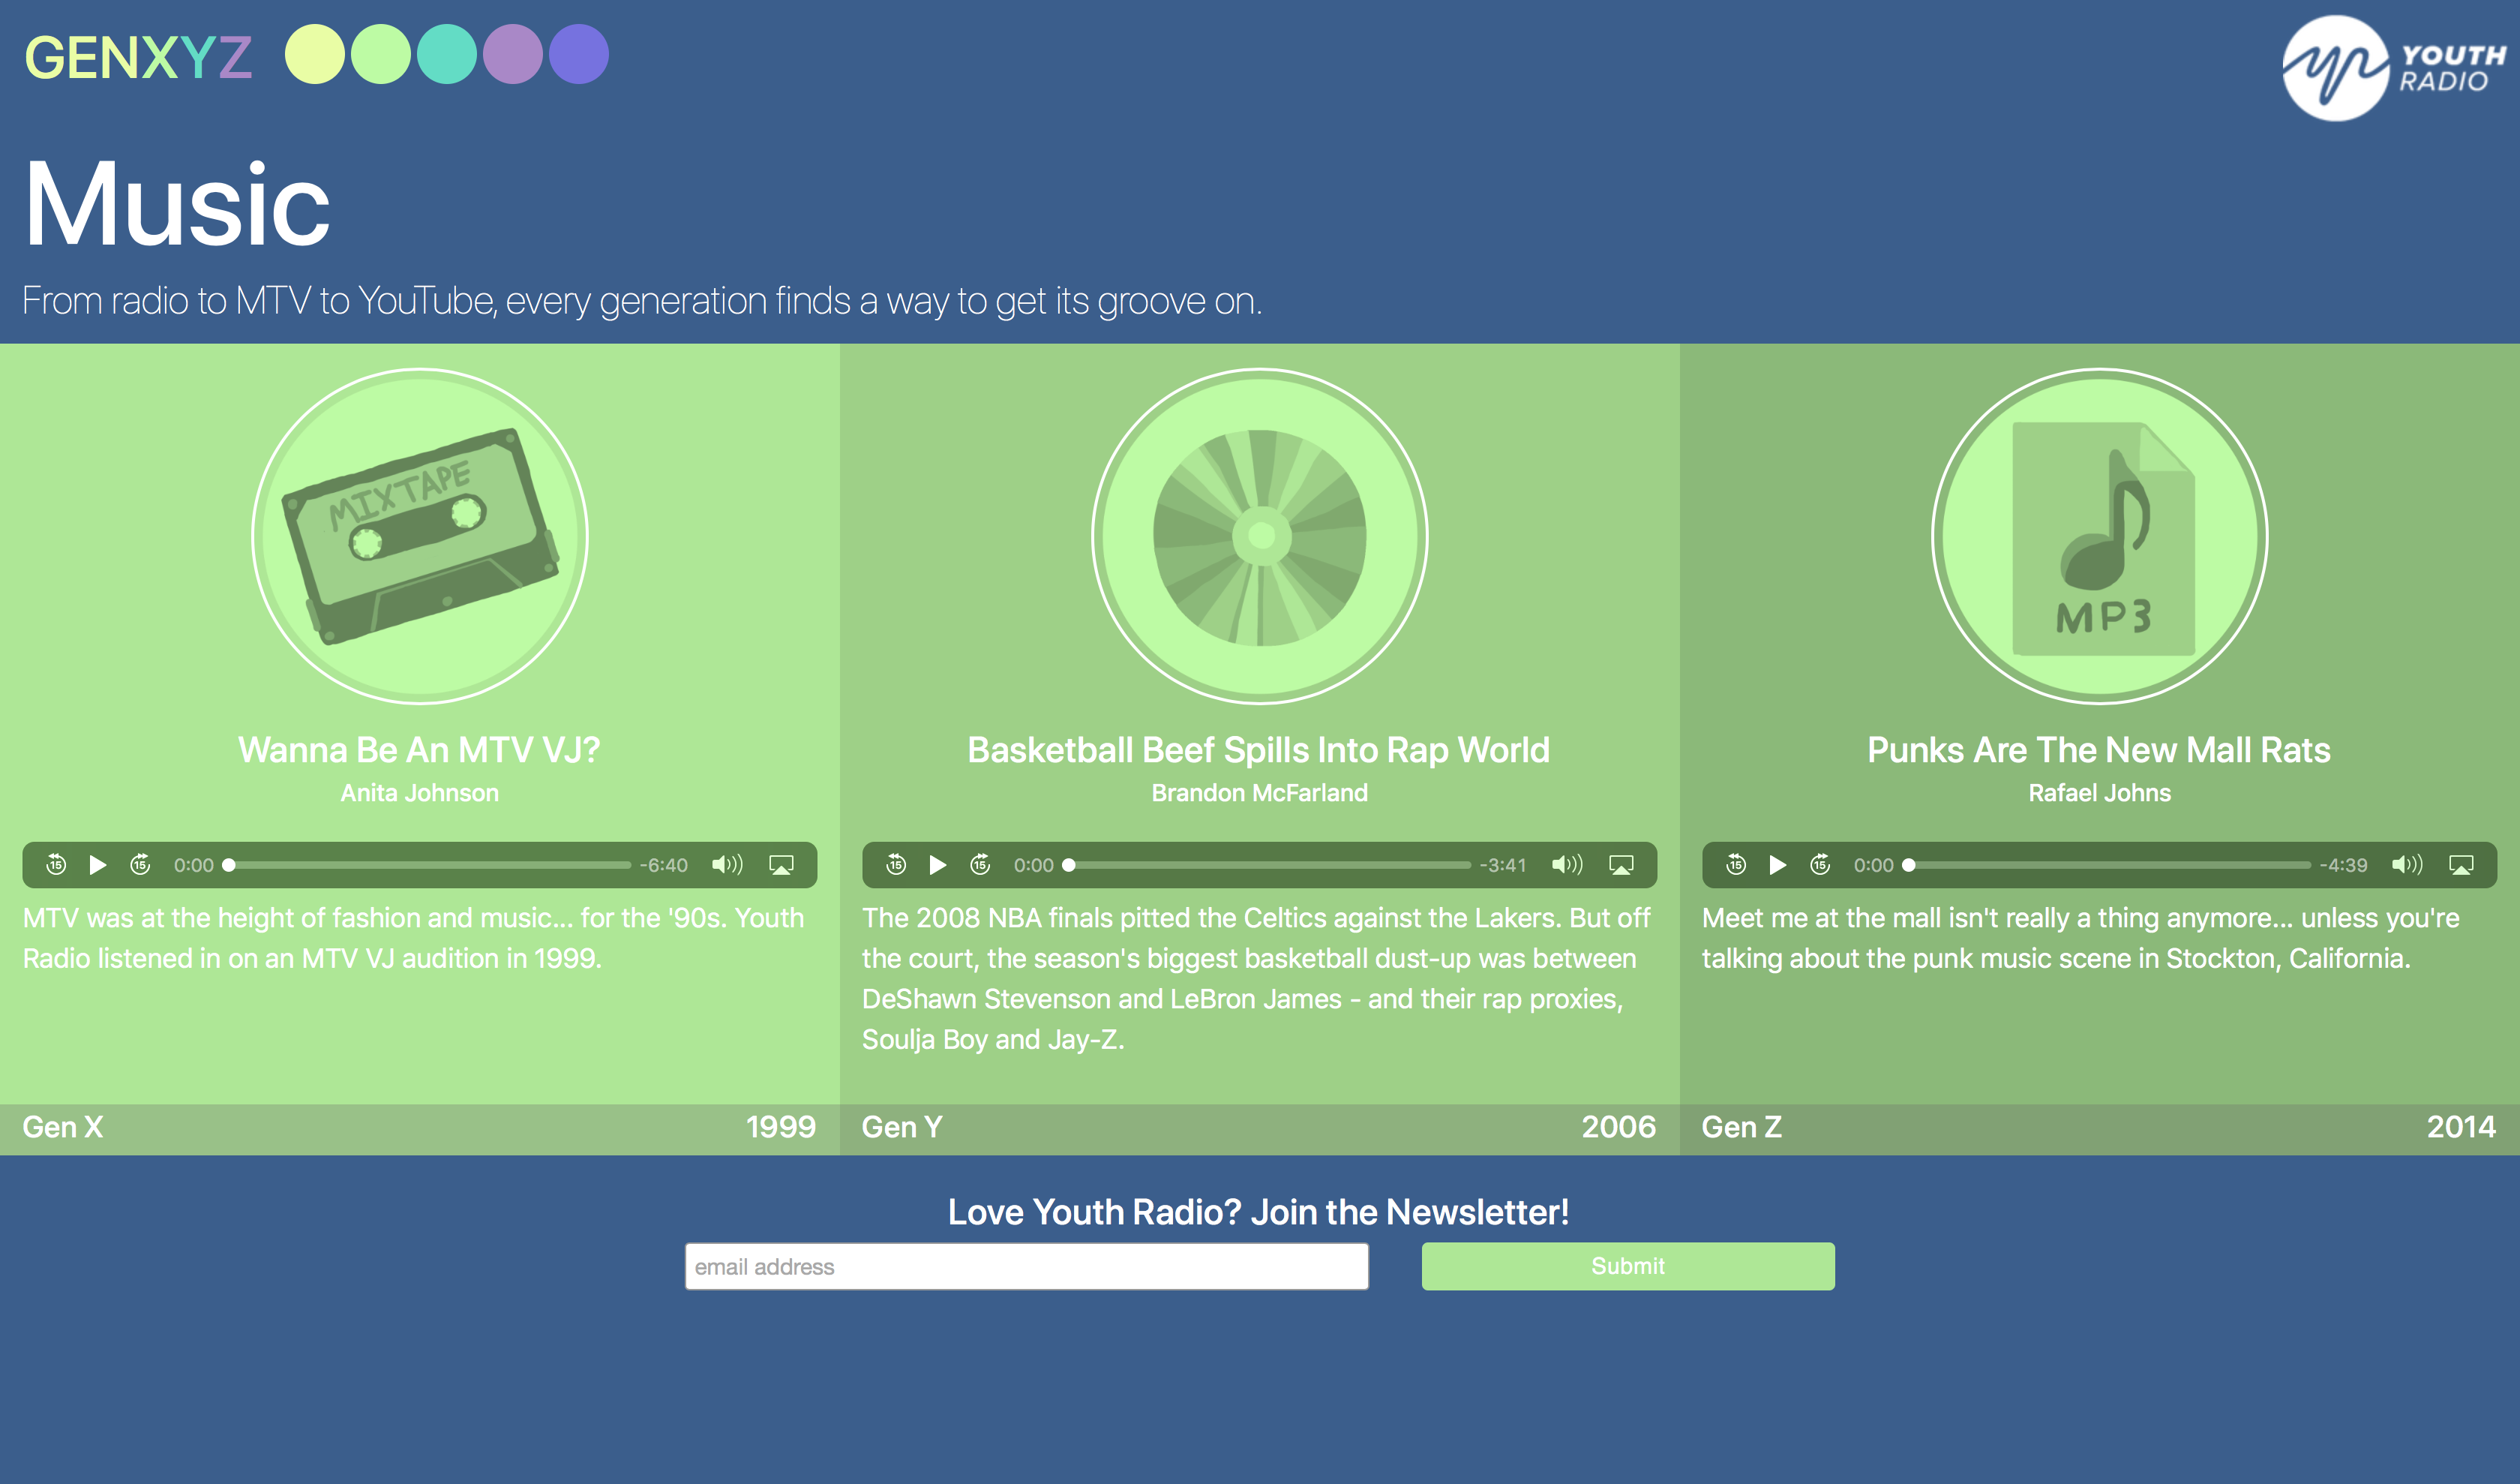 GENXYZ
YOUTH
RADIO
Music
From radio to MTV to YouTube, every generation finds a way to get its groove on.
MIXTAPE
MP3
Wanna Be An MTV VJ?
Anita Johnson
15 15 0:00 -6:40
MTV was at the height of fashion and music... for the '90s. Youth
Radio listened in on an MTV VJ audition in 1999.
Gen X 1999
Basketball Beef Spills Into Rap World
Brandon McFarland
15 15 0:00 -3:41
The 2008 NBA finals pitted the Celtics against the Lakers. But off
the court, the season's biggest basketball dust-up was between
DeShawn Stevenson and LeBron James - and their rap proxies,
Soulja Boy and Jay-Z.
Gen Y 2006
Punks Are The New Mall Rats
Rafael Johns
15 15 0:00 -4:39
Meet me at the mall isn't really a thing anymore... unless you're
talking about the punk music scene in Stockton, California.
Gen Z 2014
Love Youth Radio? Join the Newsletter!
email address
Submit